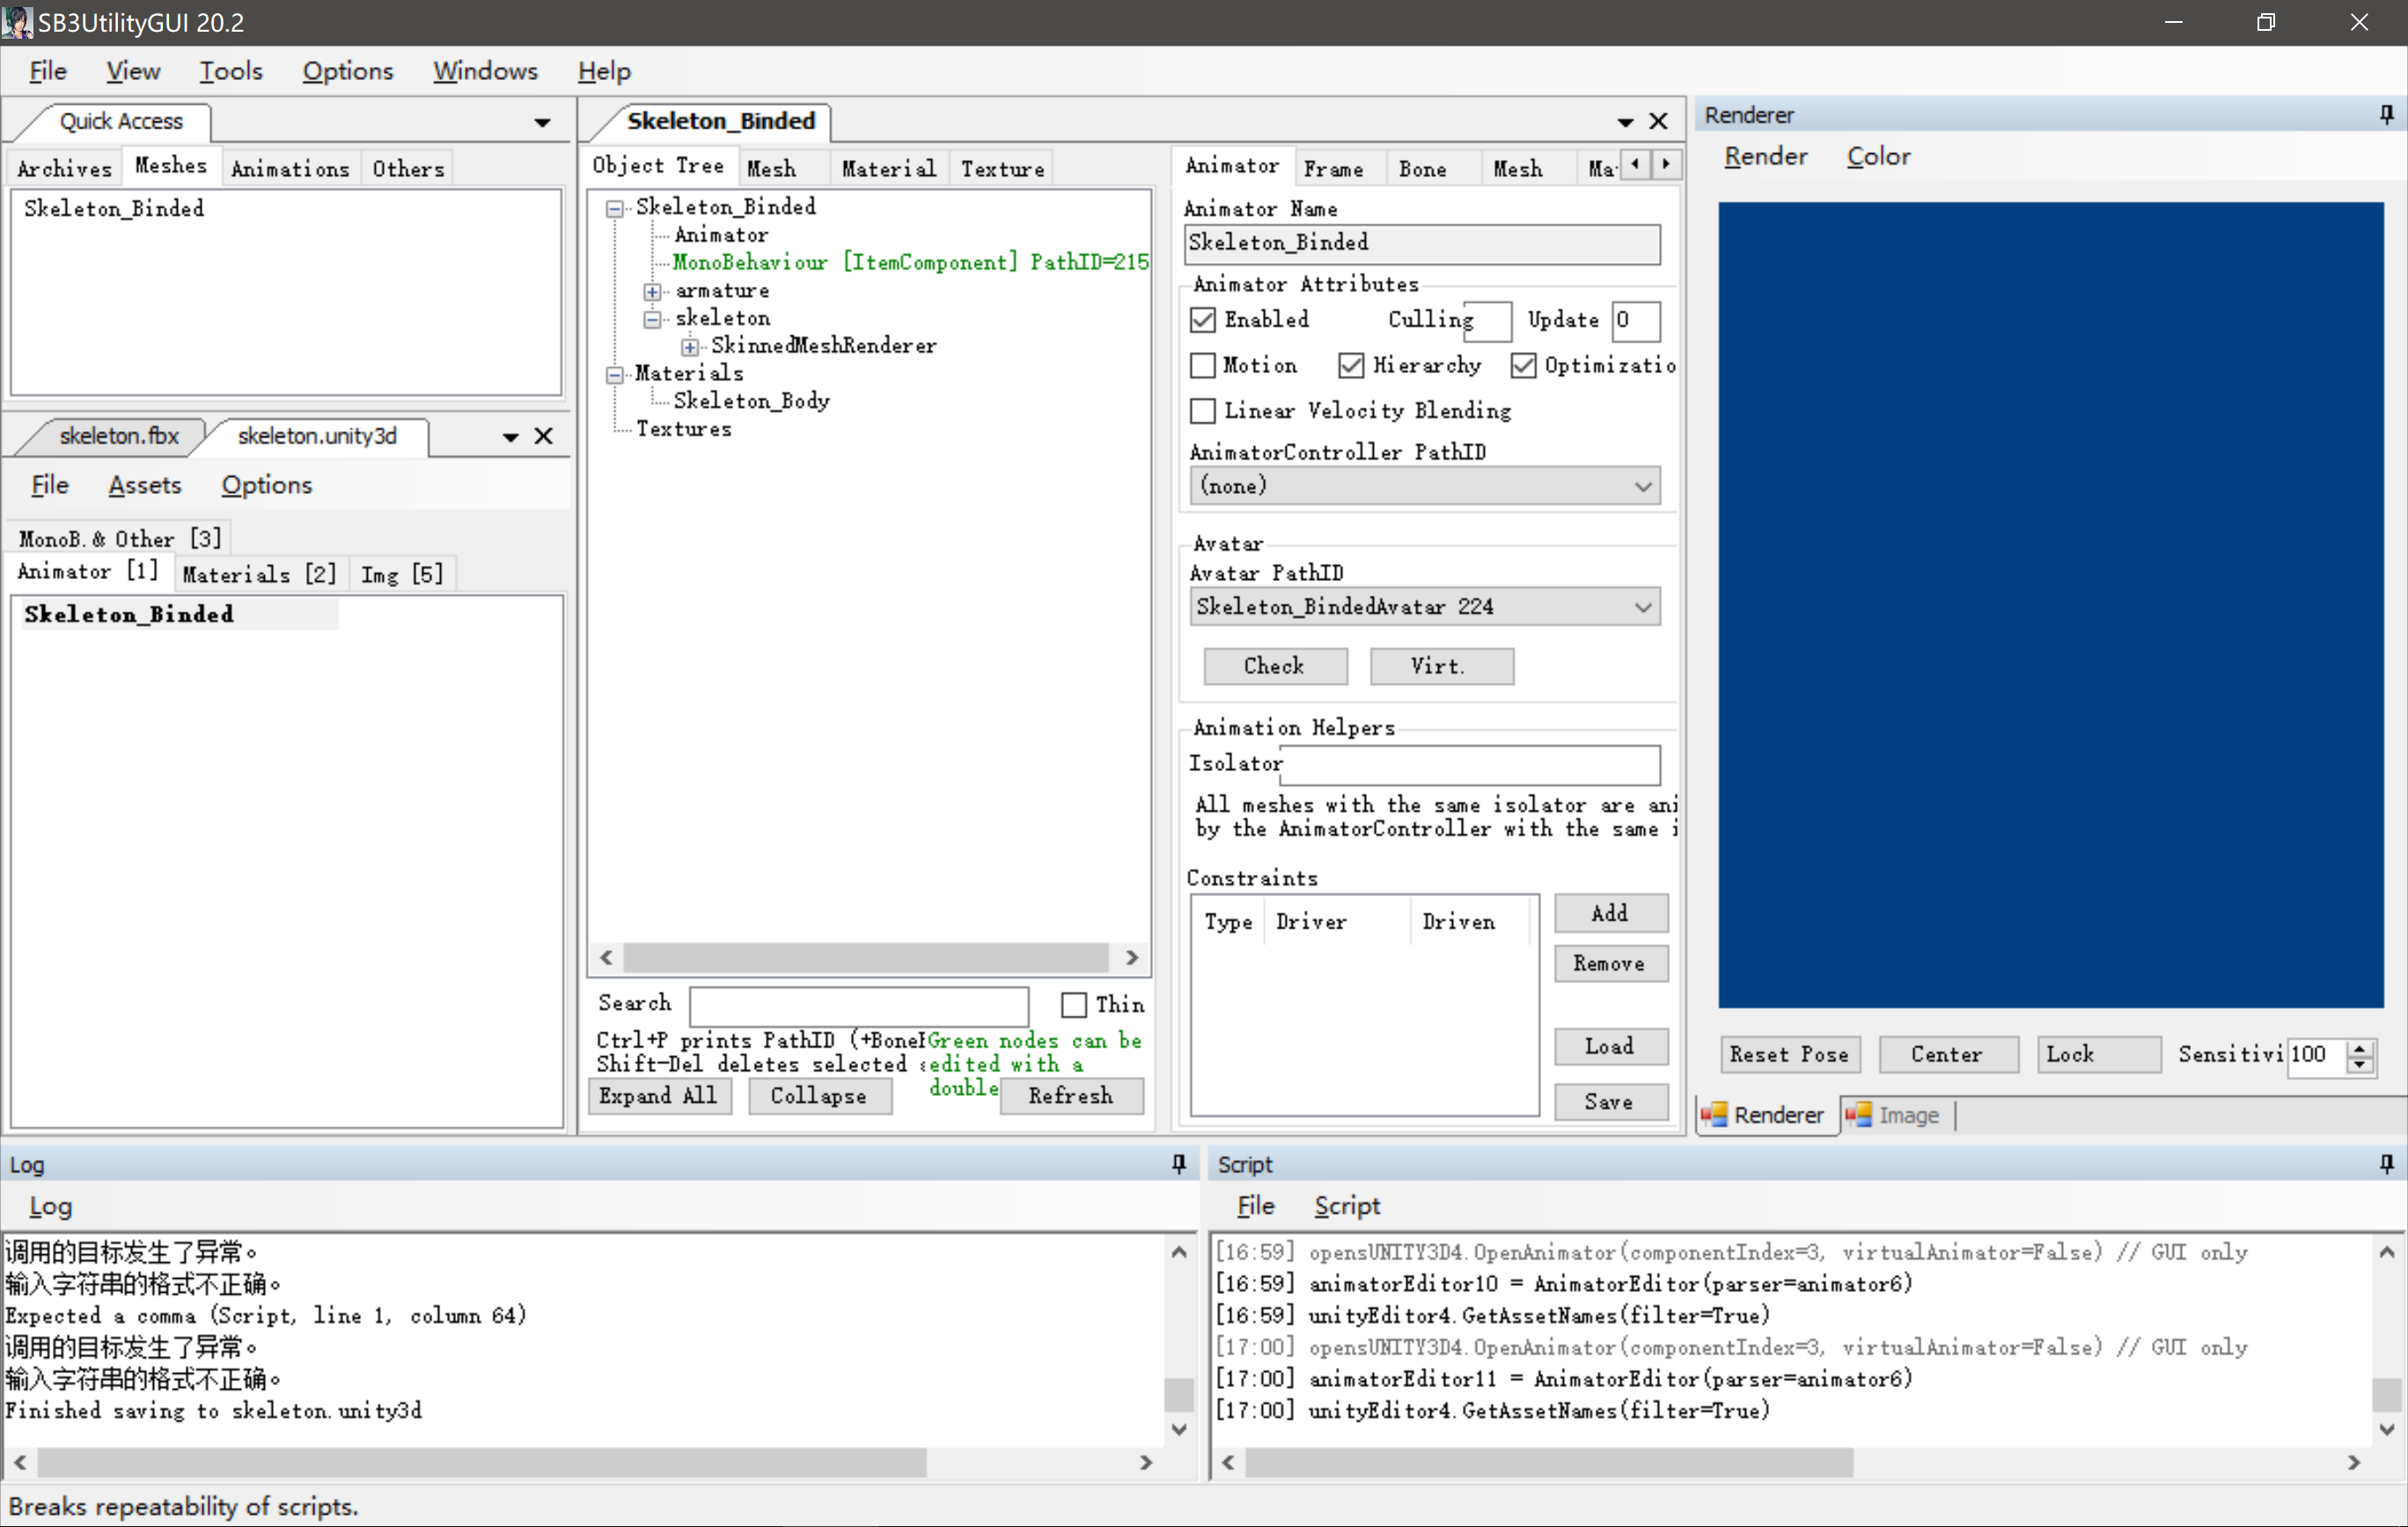 SB3UtilityGUI 20.2
File View Tools Options Windows Help
Quick Access
Archives Meshes Animations Others
Skeleton_Binded
skeleton.fbx skeleton.unity3d
File Assets Options
MonoB.& Other [3]
Animator [1] Materials [2] Img [5]
Skeleton_Binded
Skeleton_Binded
Object Tree Mesh Material Texture
Skeleton_Binded
Animator
MonoBehaviour [ItemComponent] PathID=215
armature
skeleton
SkinnedMeshRenderer
Materials
Skeleton_Body
Textures
Search Thin
Ctrl+P prints PathID (+Bone
Shift-Del deletes selected
Green nodes can be
edited with a
double
Expand All Collapse Refresh
Animator Frame Bone Mesh Ma
Animator Name
Skeleton_Binded
Animator Attributes
Enabled Culling Update 0
Motion Hierarchy Optimizatio
Linear Velocity Blending
AnimatorController PathID
(none)
Avatar
Avatar PathID
Skeleton_BindedAvatar 224
Check Virt.
Animation Helpers
Isolator
All meshes with the same isolator are ani
by the AnimatorController with the same i
Constraints
Type Driver Driven
Add
Remove
Load
Save
Renderer
Render Color
Reset Pose Center Lock Sensitivi 100
Renderer Image
Log
Log
调用的目标发生了异常。
输入字符串的格式不正确。
Expected a comma (Script, line 1, column 64)
调用的目标发生了异常。
输入字符串的格式不正确。
Finished saving to skeleton.unity3d
Script
File Script
[16:59] opensUNITY3D4.OpenAnimator(componentIndex=3, virtualAnimator=False) // GUI only
[16:59] animatorEditor10 = AnimatorEditor(parser=animator6)
[16:59] unityEditor4.GetAssetNames(filter=True)
[17:00] opensUNITY3D4.OpenAnimator(componentIndex=3, virtualAnimator=False) // GUI only
[17:00] animatorEditor11 = AnimatorEditor(parser=animator6)
[17:00] unityEditor4.GetAssetNames(filter=True)
Breaks repeatability of scripts.